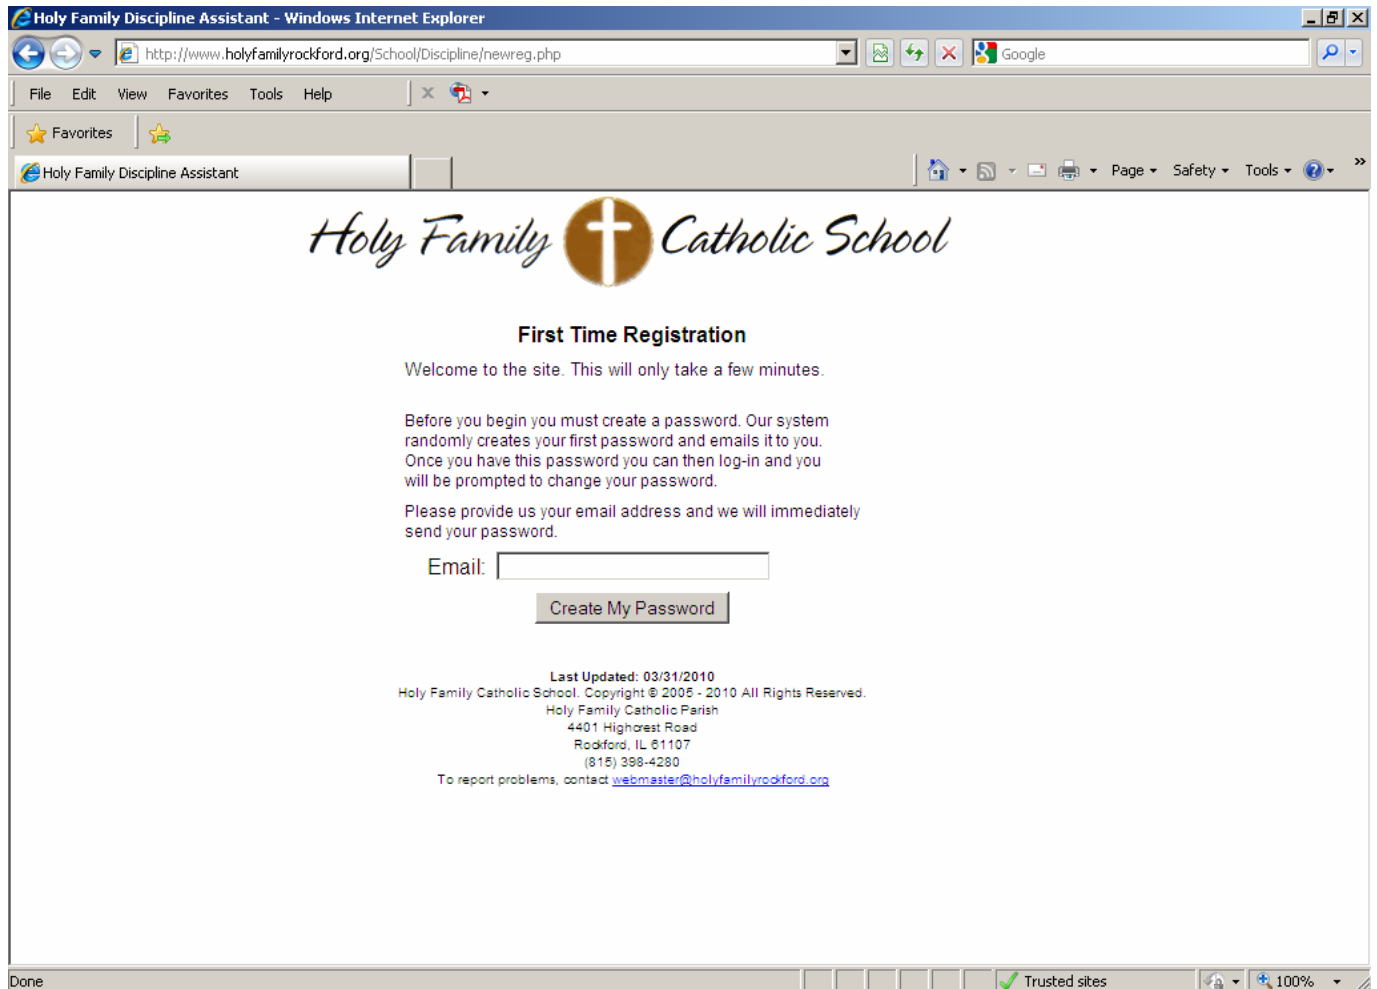 Holy Family Discipline Assistant - Windows Internet Explorer
http://www.holyfamilyrockford.org/School/Discipline/newreg.php
Google
File Edit View Favorites Tools Help
Favorites
Holy Family Discipline Assistant
Page Safety Tools »
Holy Family Catholic School
First Time Registration
Welcome to the site. This will only take a few minutes.
Before you begin you must create a password. Our system
randomly creates your first password and emails it to you.
Once you have this password you can then log-in and you
will be prompted to change your password.
Please provide us your email address and we will immediately
send your password.
Email:
Create My Password
Last Updated: 03/31/2010
Holy Family Catholic School. Copyright © 2005 - 2010 All Rights Reserved.
Holy Family Catholic Parish
4401 Highcrest Road
Rockford, IL 61107
(815) 398-4280
To report problems, contact webmaster@holyfamilyrockford.org
Done
Trusted sites
100%